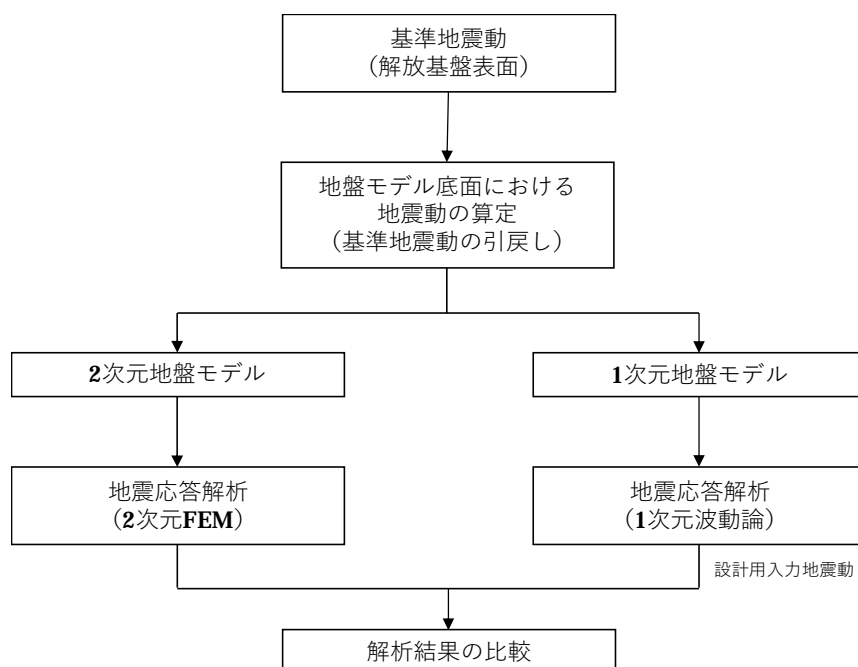 基準地震動
（解放基盤表面）
地盤モデル底面における
地震動の算定
（基準地震動の引戻し）
2次元地盤モデル
1次元地盤モデル
地震応答解析
（2次元FEM）
地震応答解析
（1次元波動論）
設計用入力地震動
解析結果の比較